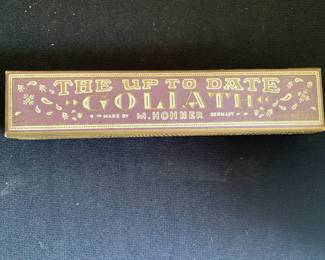 THE UP TO DATE
"GOLIATH"
MADE BY M. HOHNER GERMANY